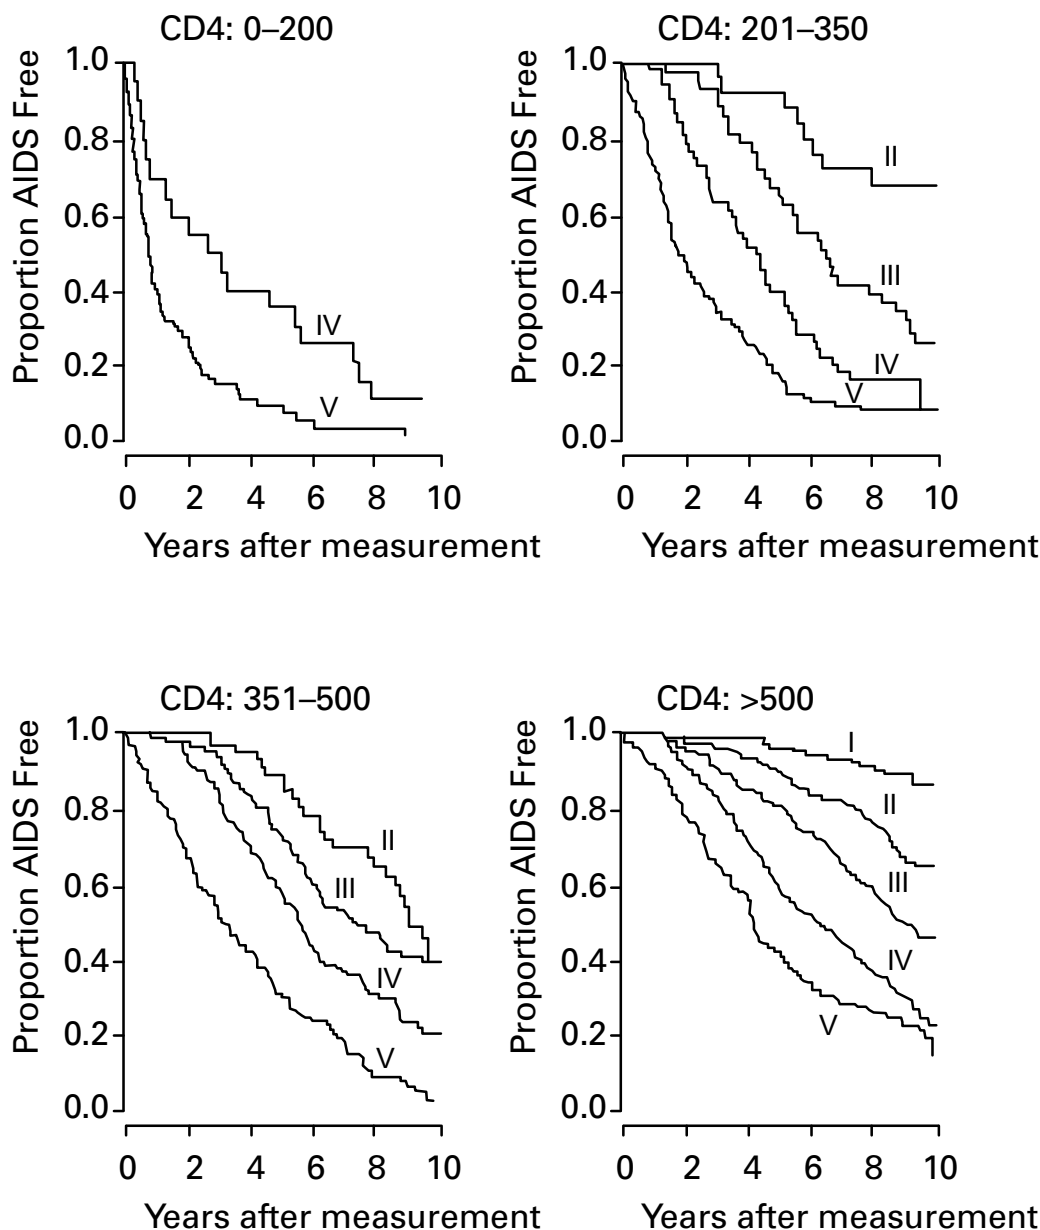 CD4: 0–200
Proportion AIDS Free
1.0
0.8
0.6
0.4
0.2
0.0
IV
V
0 2 4 6 8 10
Years after measurement
CD4: 201–350
Proportion AIDS Free
1.0
0.8
0.6
0.4
0.2
0.0
II
III
IV
V
0 2 4 6 8 10
Years after measurement
CD4: 351–500
Proportion AIDS Free
1.0
0.8
0.6
0.4
0.2
0.0
II
III
IV
V
0 2 4 6 8 10
Years after measurement
CD4: >500
Proportion AIDS Free
1.0
0.8
0.6
0.4
0.2
0.0
I
II
III
IV
V
0 2 4 6 8 10
Years after measurement